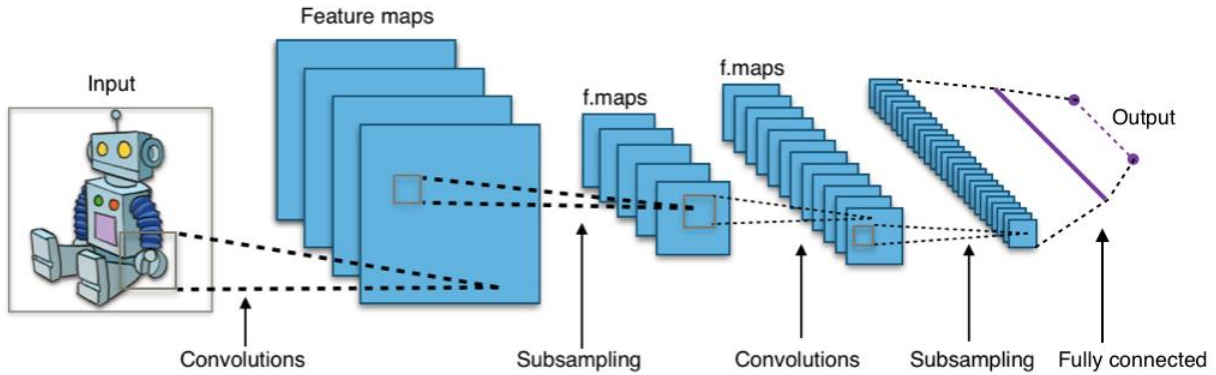 Feature maps
Input
f.maps
f.maps
Output
Convolutions
Subsampling
Convolutions
Subsampling
Fully connected